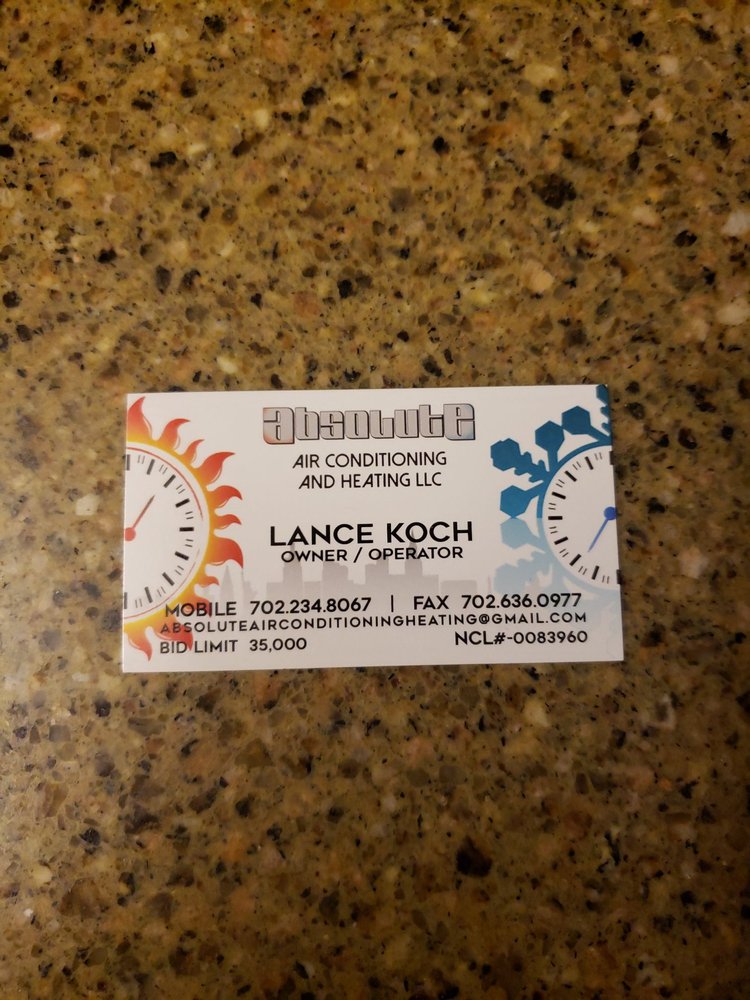 absolute
AIR CONDITIONING
AND HEATING LLC
LANCE KOCH
OWNER / OPERATOR
MOBILE 702.234.8067 | FAX 702.636.0977
ABSOLUTEAIRCONDITIONINGHEATING@GMAIL.COM
BID LIMIT 35,000 NCL#-0083960